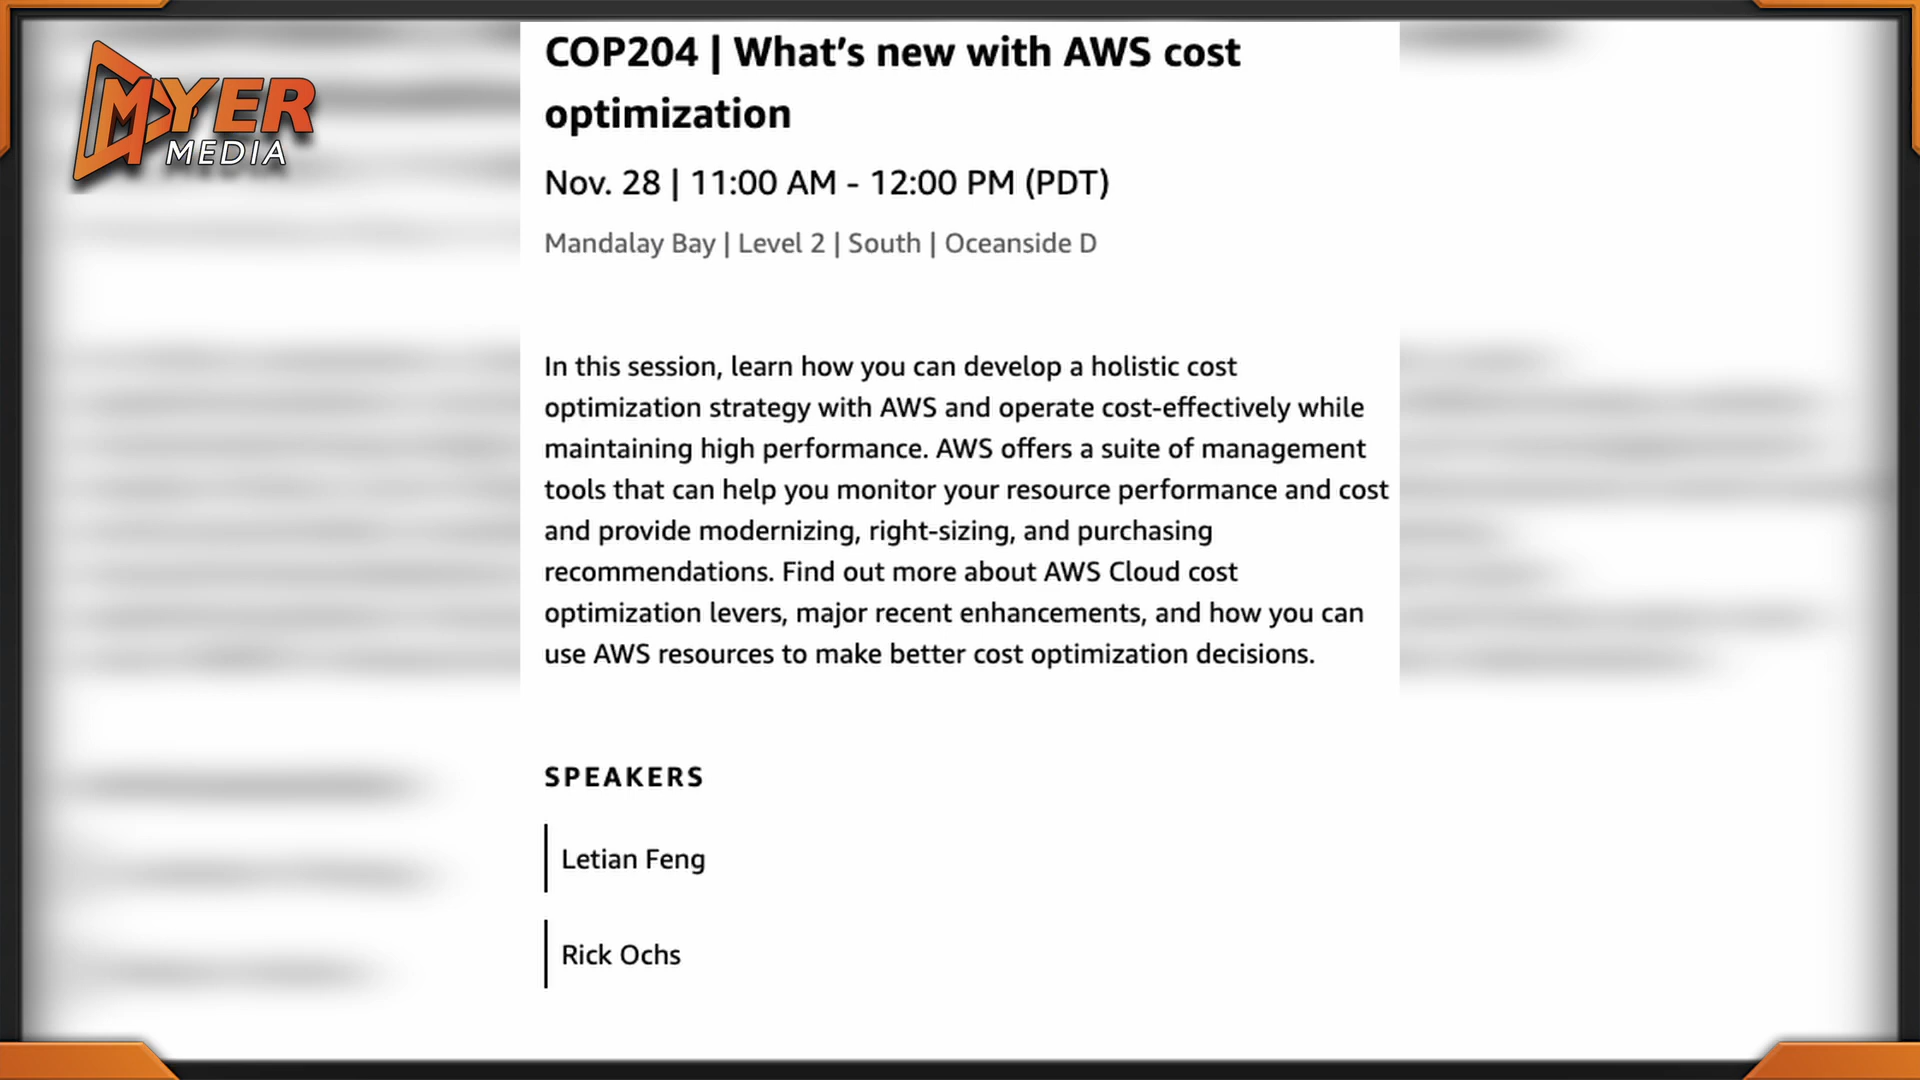 MYER
MEDIA
COP204 | What’s new with AWS cost
optimization
Nov. 28 | 11:00 AM - 12:00 PM (PDT)
Mandalay Bay | Level 2 | South | Oceanside D
In this session, learn how you can develop a holistic cost
optimization strategy with AWS and operate cost-effectively while
maintaining high performance. AWS offers a suite of management
tools that can help you monitor your resource performance and cost
and provide modernizing, right-sizing, and purchasing
recommendations. Find out more about AWS Cloud cost
optimization levers, major recent enhancements, and how you can
use AWS resources to make better cost optimization decisions.
SPEAKERS
Letian Feng
Rick Ochs